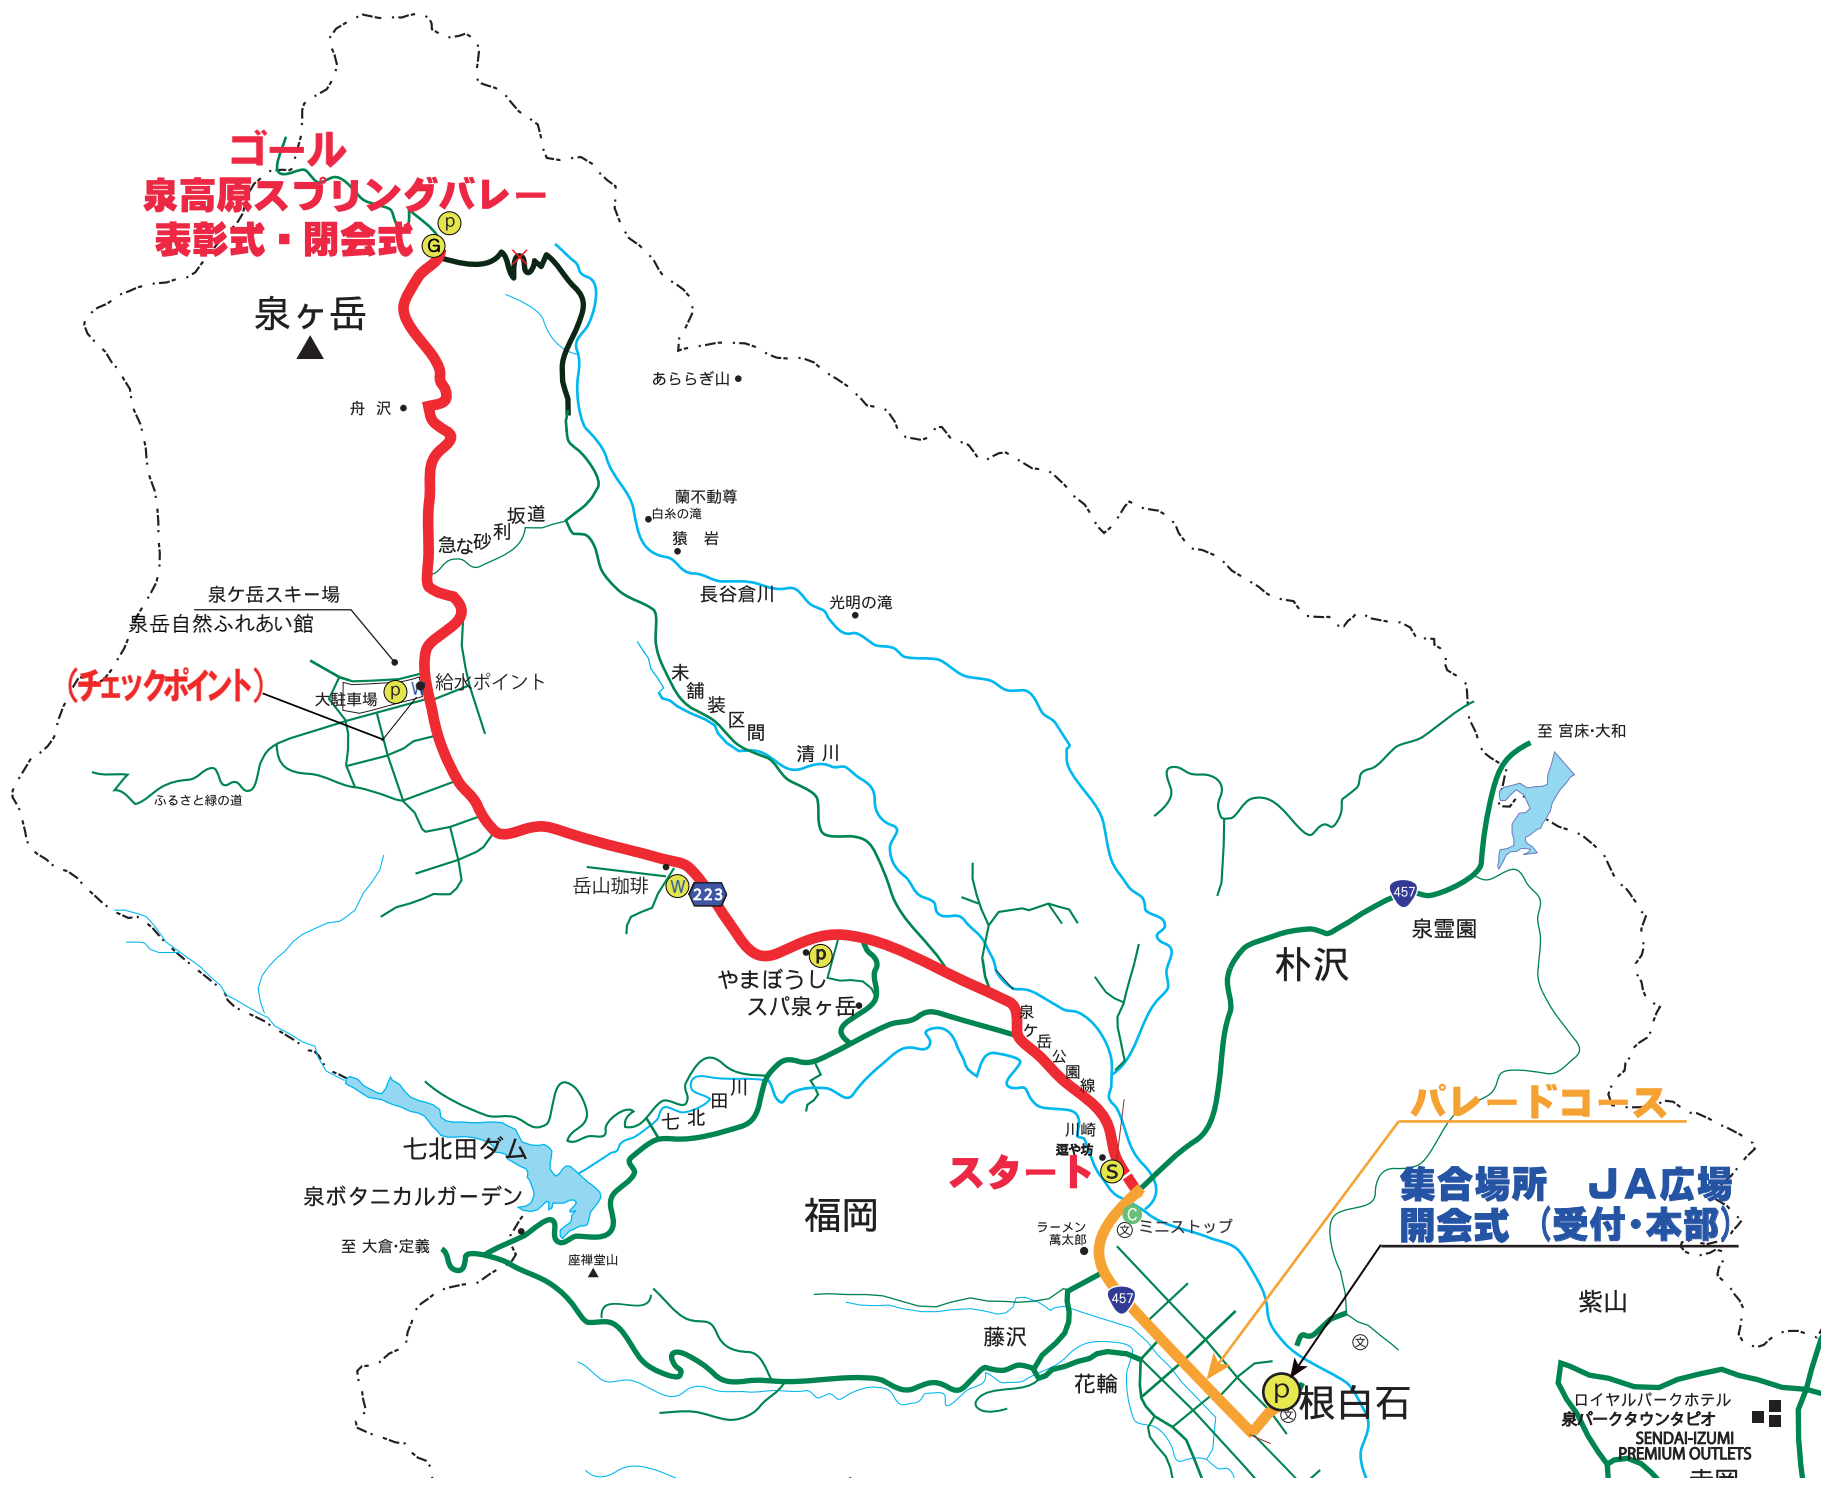 ゴール
泉高原スプリングバレー
表彰式・閉会式
p
G
泉ヶ岳
あららぎ山
舟 沢
蘭不動尊
白糸の滝
猿 岩
急な砂利坂道
長谷倉川
光明の滝
泉ケ岳スキー場
泉岳自然ふれあい館
(チェックポイント)
大駐車場
p
W
給水ポイント
未舗装区間
清川
至 宮床・大和
ふるさと緑の道
岳山珈琲
W
223
457
泉霊園
朴沢
やまぼうし
p
スパ泉ヶ岳
泉ケ岳公園線
七北田川
川崎
逗や坊
スタート
S
パレードコース
七北田ダム
泉ボタニカルガーデン
至 大倉・定義
座禅堂山
福岡
C
文
ミニストップ
ラーメン
萬太郎
457
集合場所 JA広場
開会式 (受付・本部)
紫山
藤沢
花輪
文
p
根白石
文
ロイヤルパークホテル
泉パークタウンタピオ
SENDAI-IZUMI
PREMIUM OUTLETS